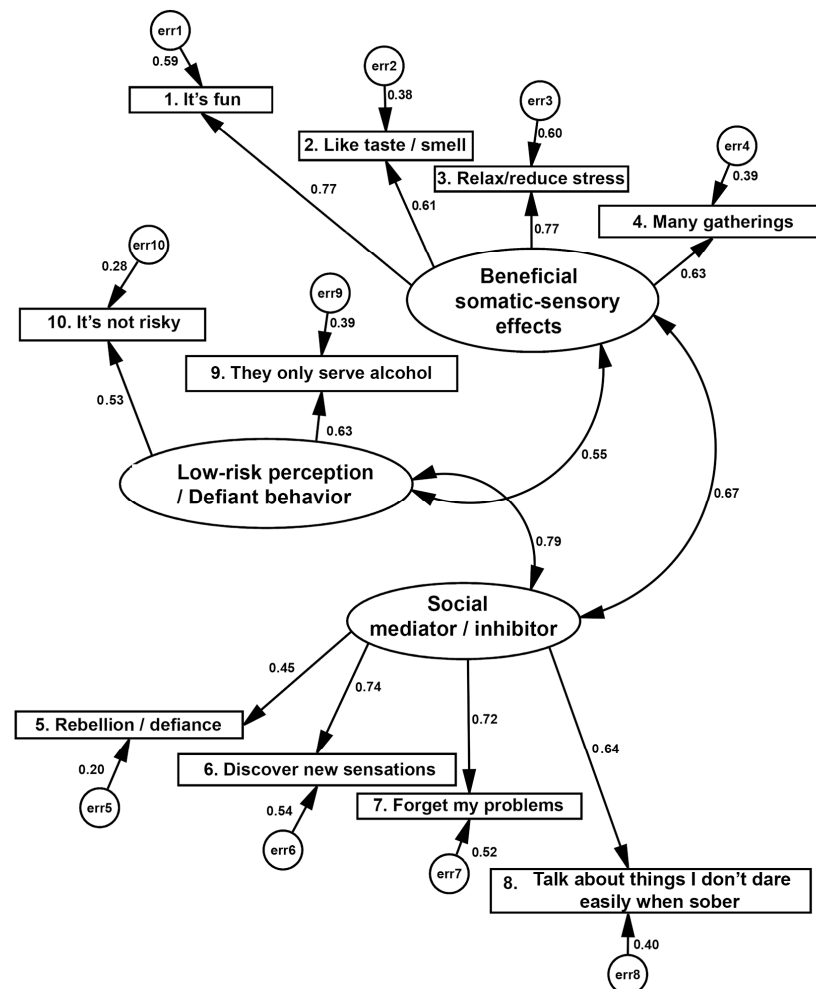 err1
0.59
1. It's fun
err2
0.38
2. Like taste / smell
err3
0.60
3. Relax/reduce stress
err4
0.39
4. Many gatherings
0.77
0.61
0.77
0.63
Beneficial
somatic-sensory
effects
err10
0.28
10. It's not risky
err9
0.39
9. They only serve alcohol
0.53
0.63
Low-risk perception
/ Defiant behavior
0.55
0.67
0.79
Social
mediator / inhibitor
0.45
0.74
0.72
0.64
5. Rebellion / defiance
0.20
err5
6. Discover new sensations
0.54
err6
7. Forget my problems
0.52
err7
8. Talk about things I don't dare
easily when sober
0.40
err8